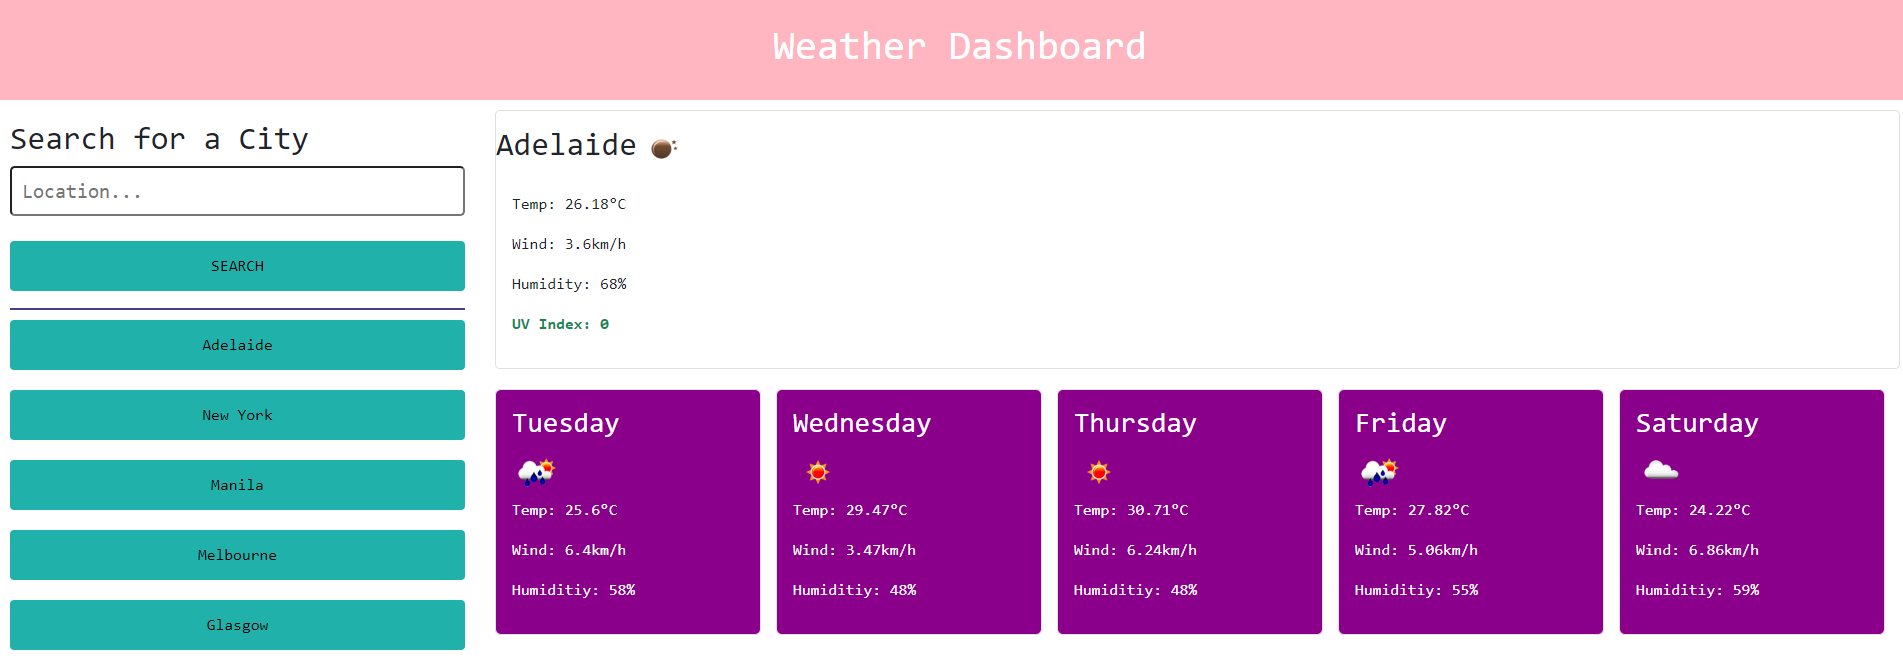 Weather Dashboard
Search for a City
Location...
SEARCH
Adelaide
New York
Manila
Melbourne
Glasgow
Adelaide
Temp: 26.18°C
Wind: 3.6km/h
Humidity: 68%
UV Index: 0
Tuesday
Temp: 25.6°C
Wind: 6.4km/h
Humiditiy: 58%
Wednesday
Temp: 29.47°C
Wind: 3.47km/h
Humiditiy: 48%
Thursday
Temp: 30.71°C
Wind: 6.24km/h
Humiditiy: 48%
Friday
Temp: 27.82°C
Wind: 5.06km/h
Humiditiy: 55%
Saturday
Temp: 24.22°C
Wind: 6.86km/h
Humiditiy: 59%